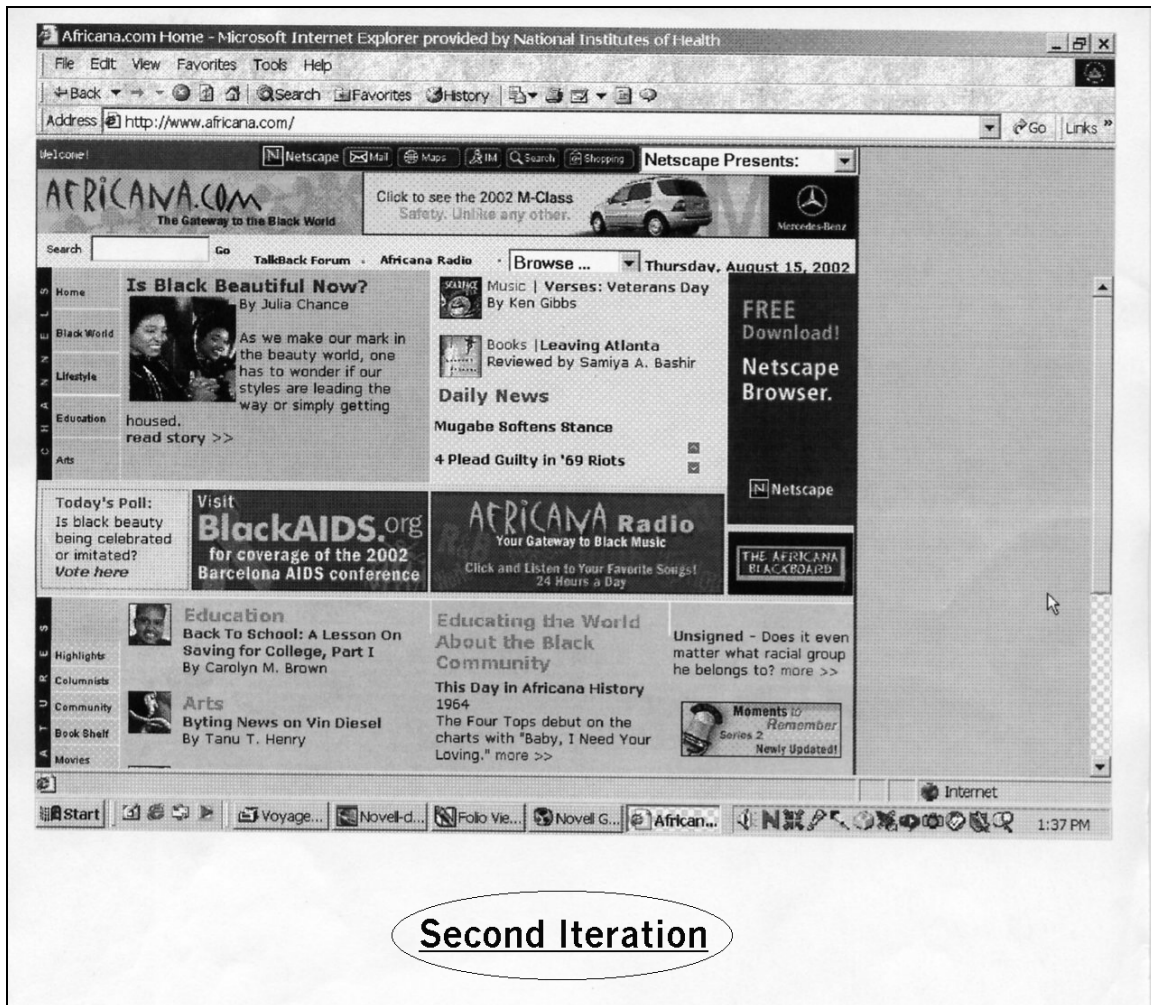 Africana.com Home - Microsoft Internet Explorer provided by National Institutes of Health
File Edit View Favorites Tools Help
Back Search Favorites History
Address http://www.africana.com/ Go Links »
Welcome! Netscape Mail Maps IM Search Shopping Netscape Presents:
AFRICANA.COM
The Gateway to the Black World
Click to see the 2002 M-Class
Safety. Unlike any other.
Mercedes-Benz
Search Go
TalkBack Forum · Africana Radio · Browse ... Thursday, August 15, 2002
CHANNELS
Home
Black World
Lifestyle
Education
Arts
Is Black Beautiful Now?
By Julia Chance
As we make our mark in
the beauty world, one
has to wonder if our
styles are leading the
way or simply getting
housed.
read story >>
SCARFACE
Music | Verses: Veterans Day
By Ken Gibbs
Books |Leaving Atlanta
Reviewed by Samiya A. Bashir
Daily News
Mugabe Softens Stance
4 Plead Guilty in '69 Riots
FREE
Download!
Netscape
Browser.
N Netscape
Today's Poll:
Is black beauty
being celebrated
or imitated?
Vote here
Visit
BlackAIDS.org
for coverage of the 2002
Barcelona AIDS conference
AFRICANA Radio
Your Gateway to Black Music
Click and Listen to Your Favorite Songs!
24 Hours a Day
THE AFRICANA
BLACKBOARD
ATURES
Highlights
Columnists
Community
Book Shelf
Movies
Education
Back To School: A Lesson On
Saving for College, Part I
By Carolyn M. Brown
Arts
Byting News on Vin Diesel
By Tanu T. Henry
Educating the World
About the Black
Community
This Day in Africana History
1964
The Four Tops debut on the
charts with "Baby, I Need Your
Loving." more >>
Unsigned - Does it even
matter what racial group
he belongs to? more >>
Moments to
Remember
Series 2
Newly Updated!
Internet
Start Voyage... Novell-d... Folio Vie... Novell G... African... 1:37 PM
Second Iteration